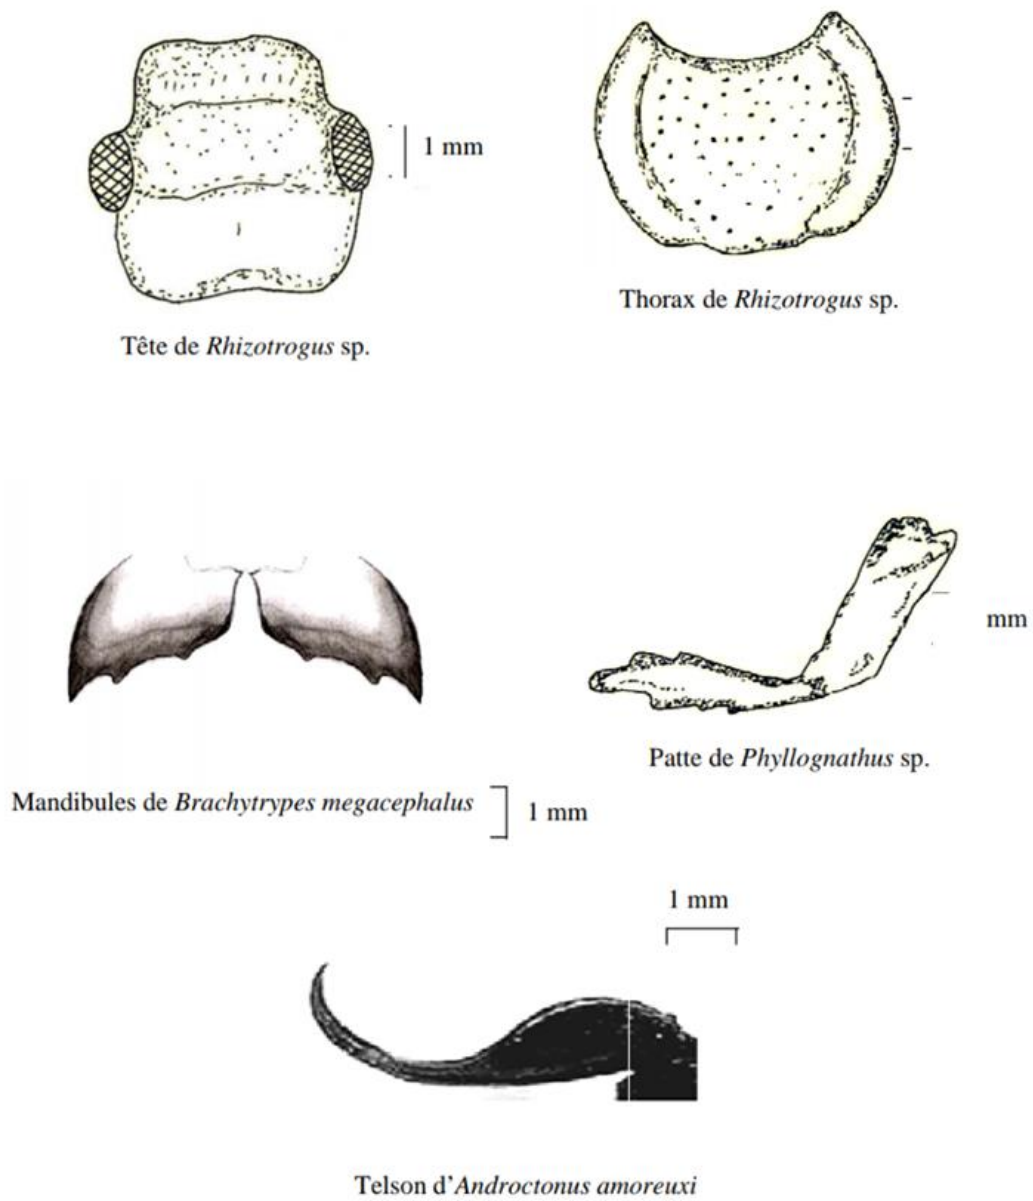 1 mm
Tête de Rhizotrogus sp.
Thorax de Rhizotrogus sp.
mm
Patte de Phyllognathus sp.
Mandibules de Brachytrypes megacephalus
1 mm
1 mm
Telson d'Androctonus amoreuxi